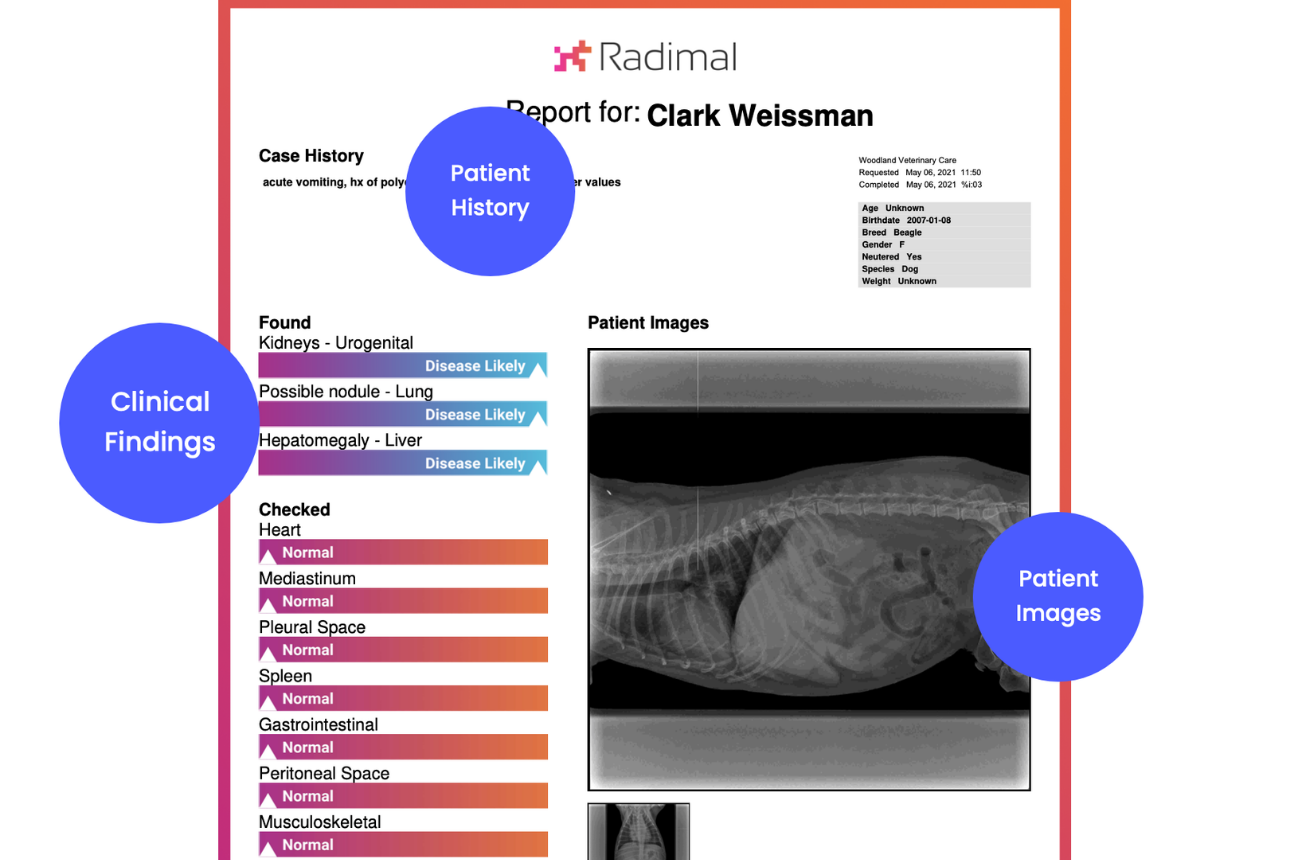 Radimal
Report for: Clark Weissman
Case History
acute vomiting, hx of
values
Patient
History
Woodland Veterinary Care
Requested May 06, 2021 11:50
Completed May 06, 2021 %i:03
Age Unknown
Birthdate 2007-01-08
Breed Beagle
Gender F
Neutered Yes
Species Dog
Weight Unknown
Clinical
Findings
Found
Kidneys - Urogenital
Disease Likely
Possible nodule - Lung
Disease Likely
Hepatomegaly - Liver
Disease Likely
Checked
Heart
Normal
Mediastinum
Normal
Pleural Space
Normal
Spleen
Normal
Gastrointestinal
Normal
Peritoneal Space
Normal
Musculoskeletal
Normal
Patient Images
Patient
Images